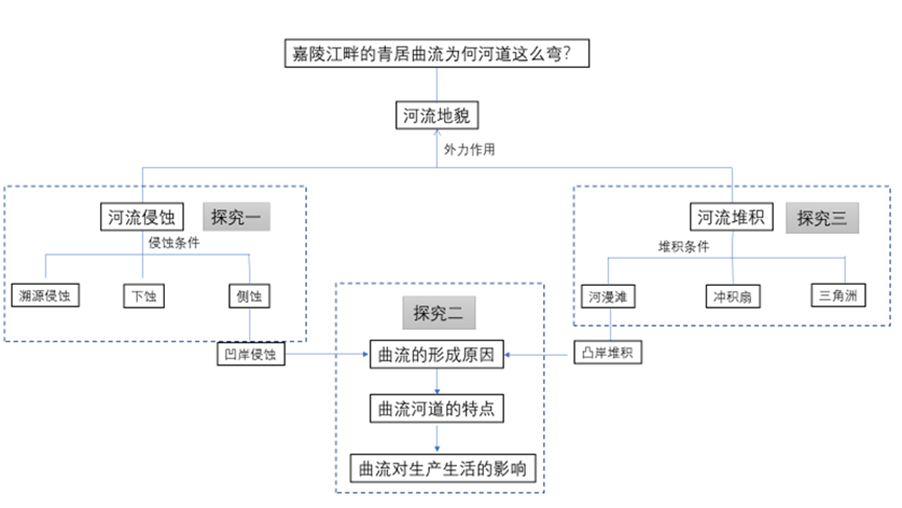 嘉陵江畔的青居曲流为何河道这么弯？
河流地貌
外力作用
河流侵蚀
探究一
侵蚀条件
溯源侵蚀
下蚀
侧蚀
凹岸侵蚀
河流堆积
探究三
堆积条件
河漫滩
冲积扇
三角洲
凸岸堆积
探究二
曲流的形成原因
曲流河道的特点
曲流对生产生活的影响